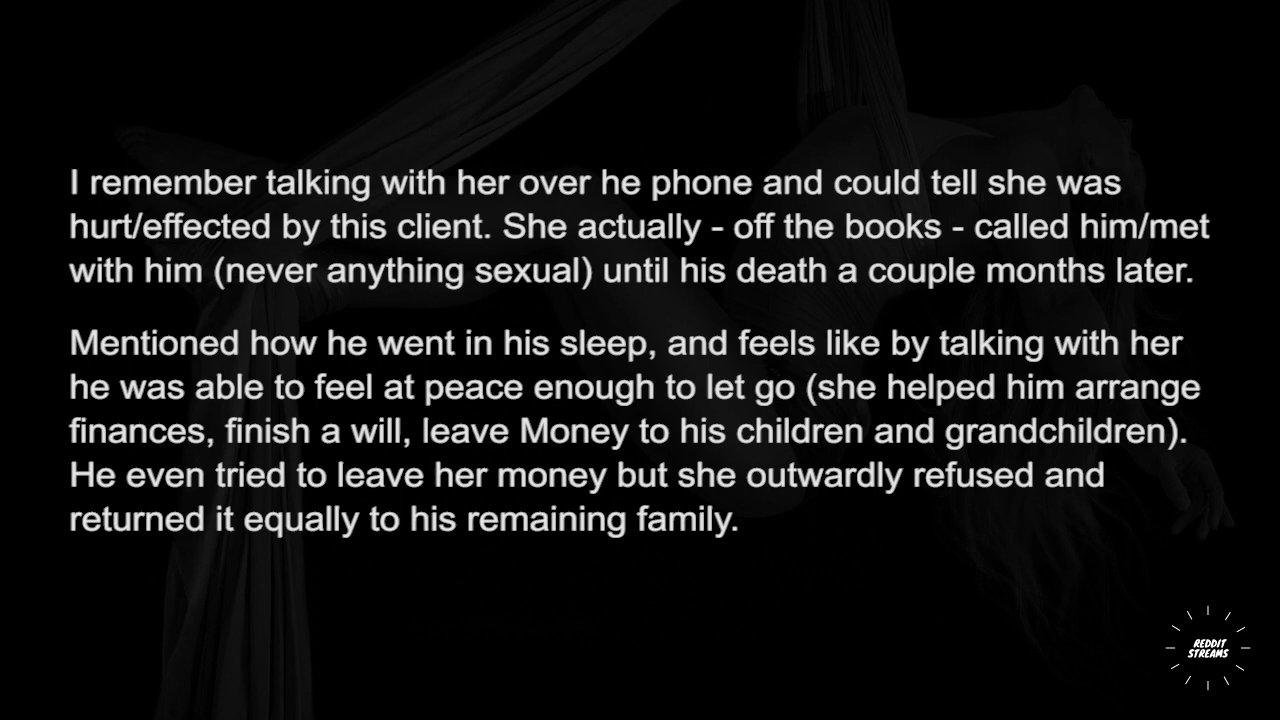 I remember talking with her over he phone and could tell she was
hurt/effected by this client. She actually - off the books - called him/met
with him (never anything sexual) until his death a couple months later.
Mentioned how he went in his sleep, and feels like by talking with her
he was able to feel at peace enough to let go (she helped him arrange
finances, finish a will, leave Money to his children and grandchildren).
He even tried to leave her money but she outwardly refused and
returned it equally to his remaining family.
REDDIT
STREAMS